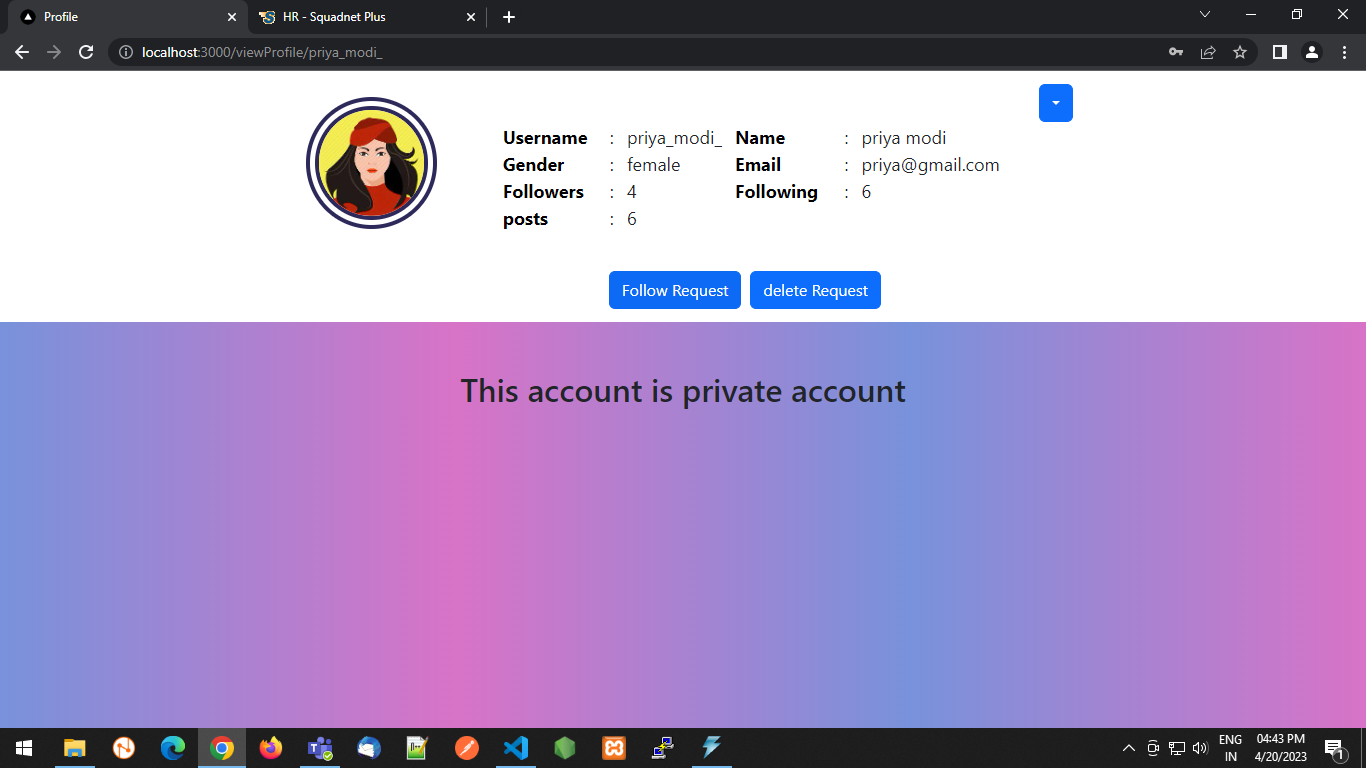 Profile
HR - Squadnet Plus
localhost:3000/viewProfile/priya_modi_
Username : priya_modi_ Name : priya modi
Gender : female Email : priya@gmail.com
Followers : 4 Following : 6
posts : 6
Follow Request delete Request
This account is private account
ENG 04:43 PM
IN 4/20/2023
1